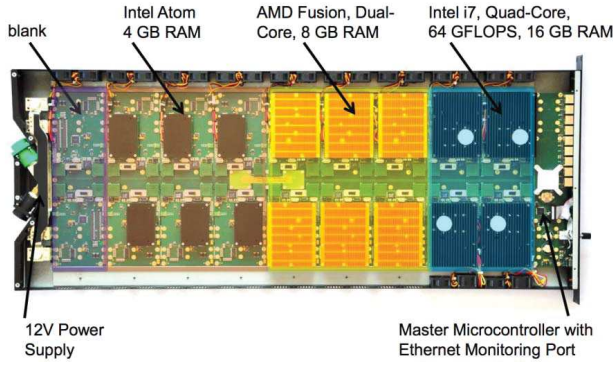 blank
Intel Atom
4 GB RAM
AMD Fusion, Dual-
Core, 8 GB RAM
Intel i7, Quad-Core,
64 GFLOPS, 16 GB RAM
12V Power
Supply
Master Microcontroller with
Ethernet Monitoring Port